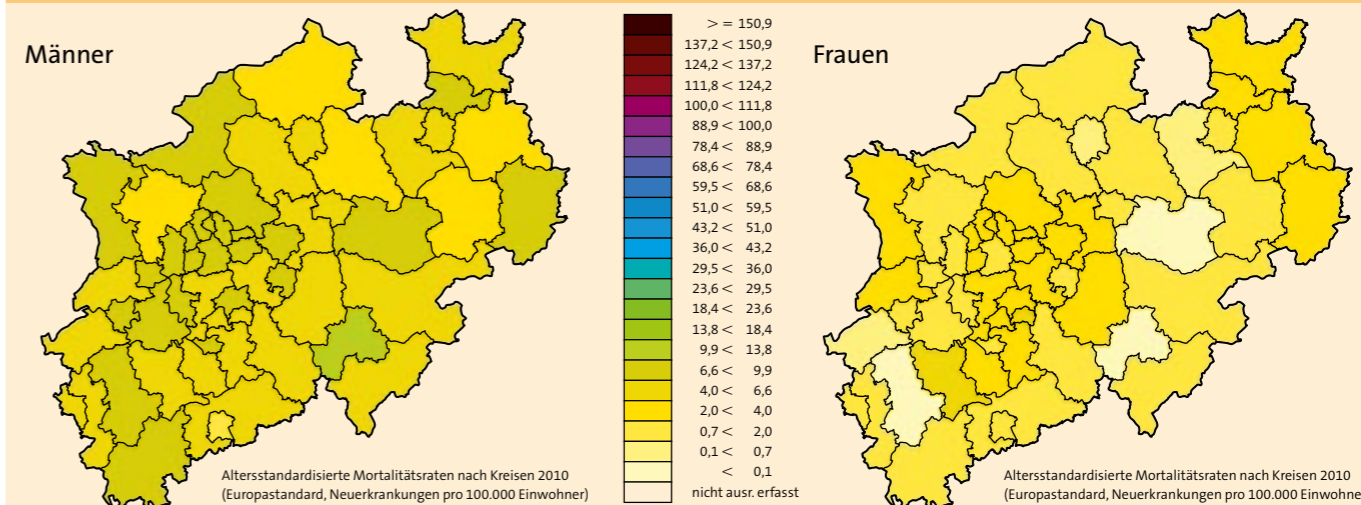 Männer
> = 150,9
137,2 < 150,9
124,2 < 137,2
111,8 < 124,2
100,0 < 111,8
88,9 < 100,0
78,4 < 88,9
68,6 < 78,4
59,5 < 68,6
51,0 < 59,5
43,2 < 51,0
36,0 < 43,2
29,5 < 36,0
23,6 < 29,5
18,4 < 23,6
13,8 < 18,4
9,9 < 13,8
6,6 < 9,9
4,0 < 6,6
2,0 < 4,0
0,7 < 2,0
0,1 < 0,7
< 0,1
nicht ausr. erfasst
Altersstandardisierte Mortalitätsraten nach Kreisen 2010
(Europastandard, Neuerkrankungen pro 100.000 Einwohner)
Frauen
Altersstandardisierte Mortalitätsraten nach Kreisen 2010
(Europastandard, Neuerkrankungen pro 100.000 Einwohne